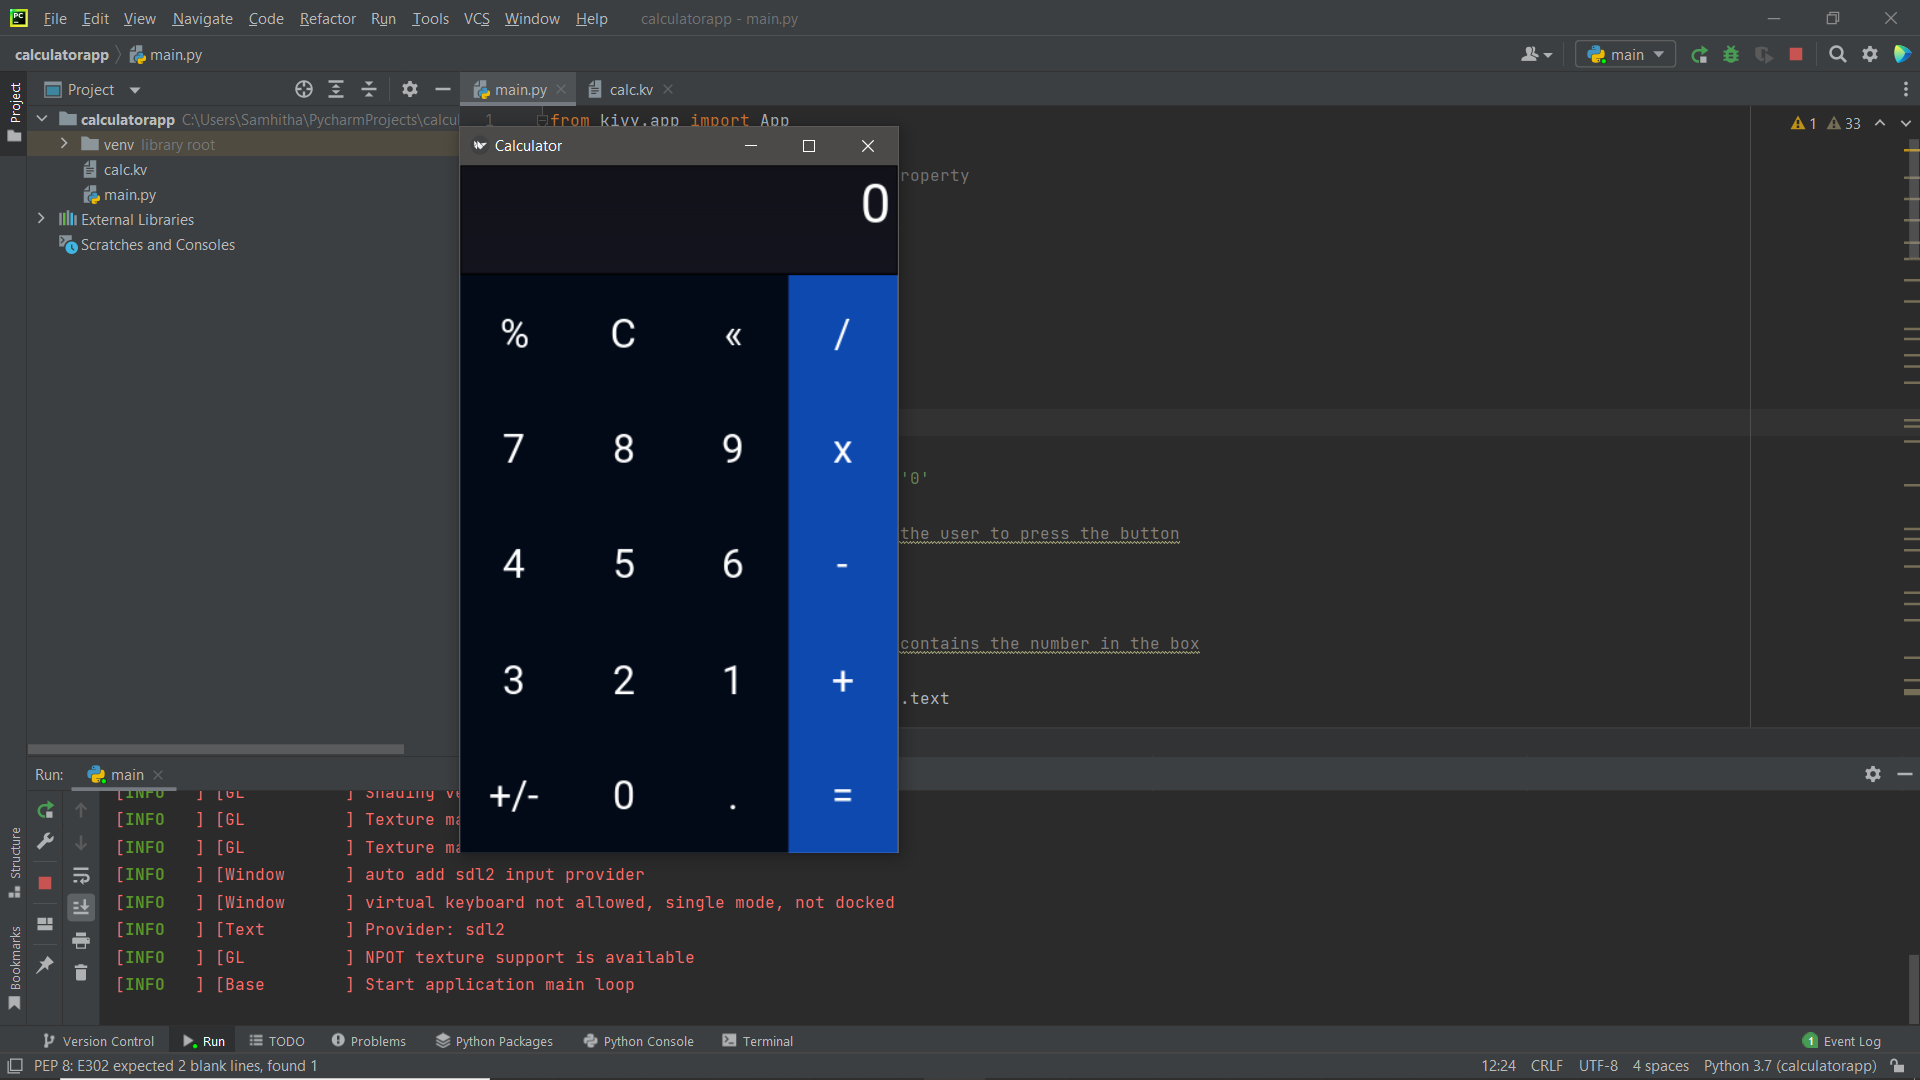 File Edit View Navigate Code Refactor Run Tools VCS Window Help calculatorapp - main.py
calculatorapp main.py main
Project main.py calc.kv
Project
calculatorapp C:\Users\Samhitha\PycharmProjects\calcul
venv library root
calc.kv
main.py
External Libraries
Scratches and Consoles
1 from kivy.app import App
1 33
Calculator
roperty
0
% C « /
7 8 9 x
4 5 6 -
3 2 1 +
+/- 0 . =
'0'
the user to press the button
contains the number in the box
.text
Run: main
[INFO ] [GL ] Shading ve
[INFO ] [GL ] Texture ma
[INFO ] [GL ] Texture ma
[INFO ] [Window ] auto add sdl2 input provider
[INFO ] [Window ] virtual keyboard not allowed, single mode, not docked
[INFO ] [Text ] Provider: sdl2
[INFO ] [GL ] NPOT texture support is available
[INFO ] [Base ] Start application main loop
Structure
Bookmarks
Version Control Run TODO Problems Python Packages Python Console Terminal 1 Event Log
PEP 8: E302 expected 2 blank lines, found 1 12:24 CRLF UTF-8 4 spaces Python 3.7 (calculatorapp)